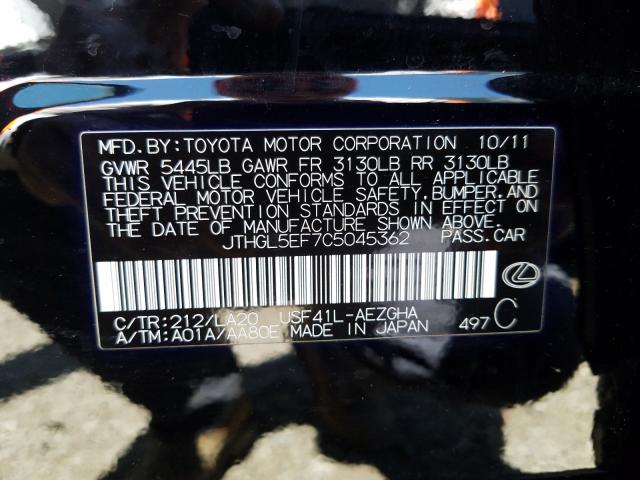 MFD.BY:TOYOTA MOTOR CORPORATION 10/11
GVWR 5445LB GAWR FR 3130LB RR 3130LB
THIS VEHICLE CONFORMS TO ALL APPLICABLE
FEDERAL MOTOR VEHICLE SAFETY,BUMPER,AND
THEFT PREVENTION STANDARDS IN EFFECT ON
THE DATE OF MANUFACTURE SHOWN ABOVE.
JTHGL5EF7C5045362 PASS.CAR
C/TR:212/LA20 USF41L-AEZGHA
A/TM:A01A/AA80E MADE IN JAPAN 497 C